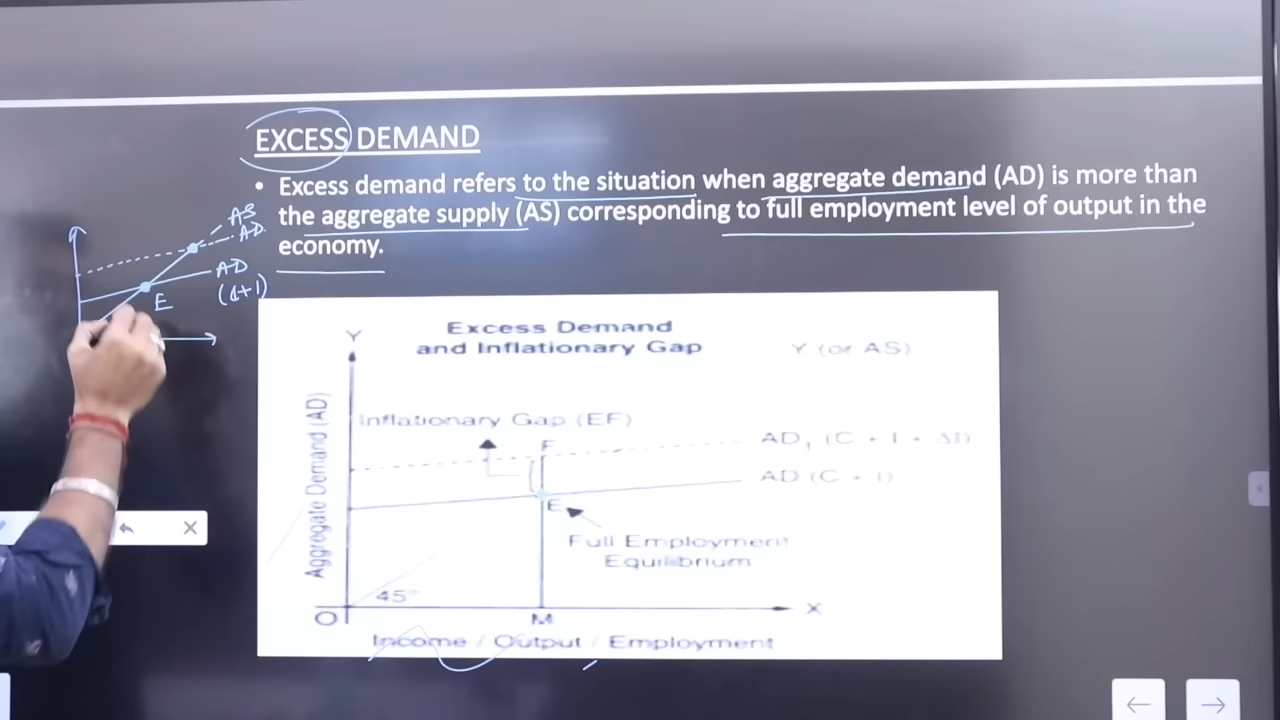 EXCESS DEMAND
• Excess demand refers to the situation when aggregate demand (AD) is more than
the aggregate supply (AS) corresponding to full employment level of output in the
economy.
AS
AD
AD
E
Excess Demand
and Inflationary Gap
Y
Y (or AS)
Aggregate Demand (AD)
Inflationary Gap (EF)
F
AD₁ (C + I + ΔI)
AD (C + I)
E
Full Employment
Equilibrium
45°
O
M
X
Income / Output / Employment